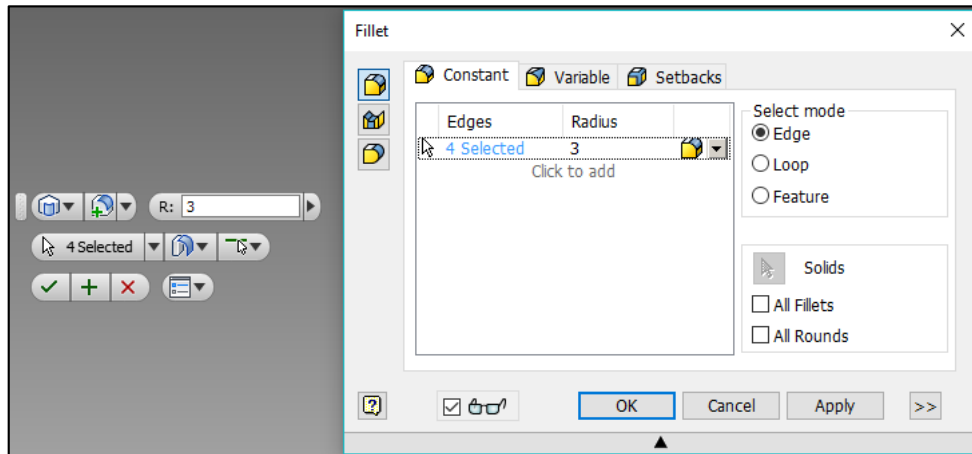 Fillet
Constant Variable Setbacks
Edges Radius
4 Selected 3
Click to add
Select mode
Edge
Loop
Feature
Solids
All Fillets
All Rounds
OK Cancel Apply >>
R: 3
4 Selected